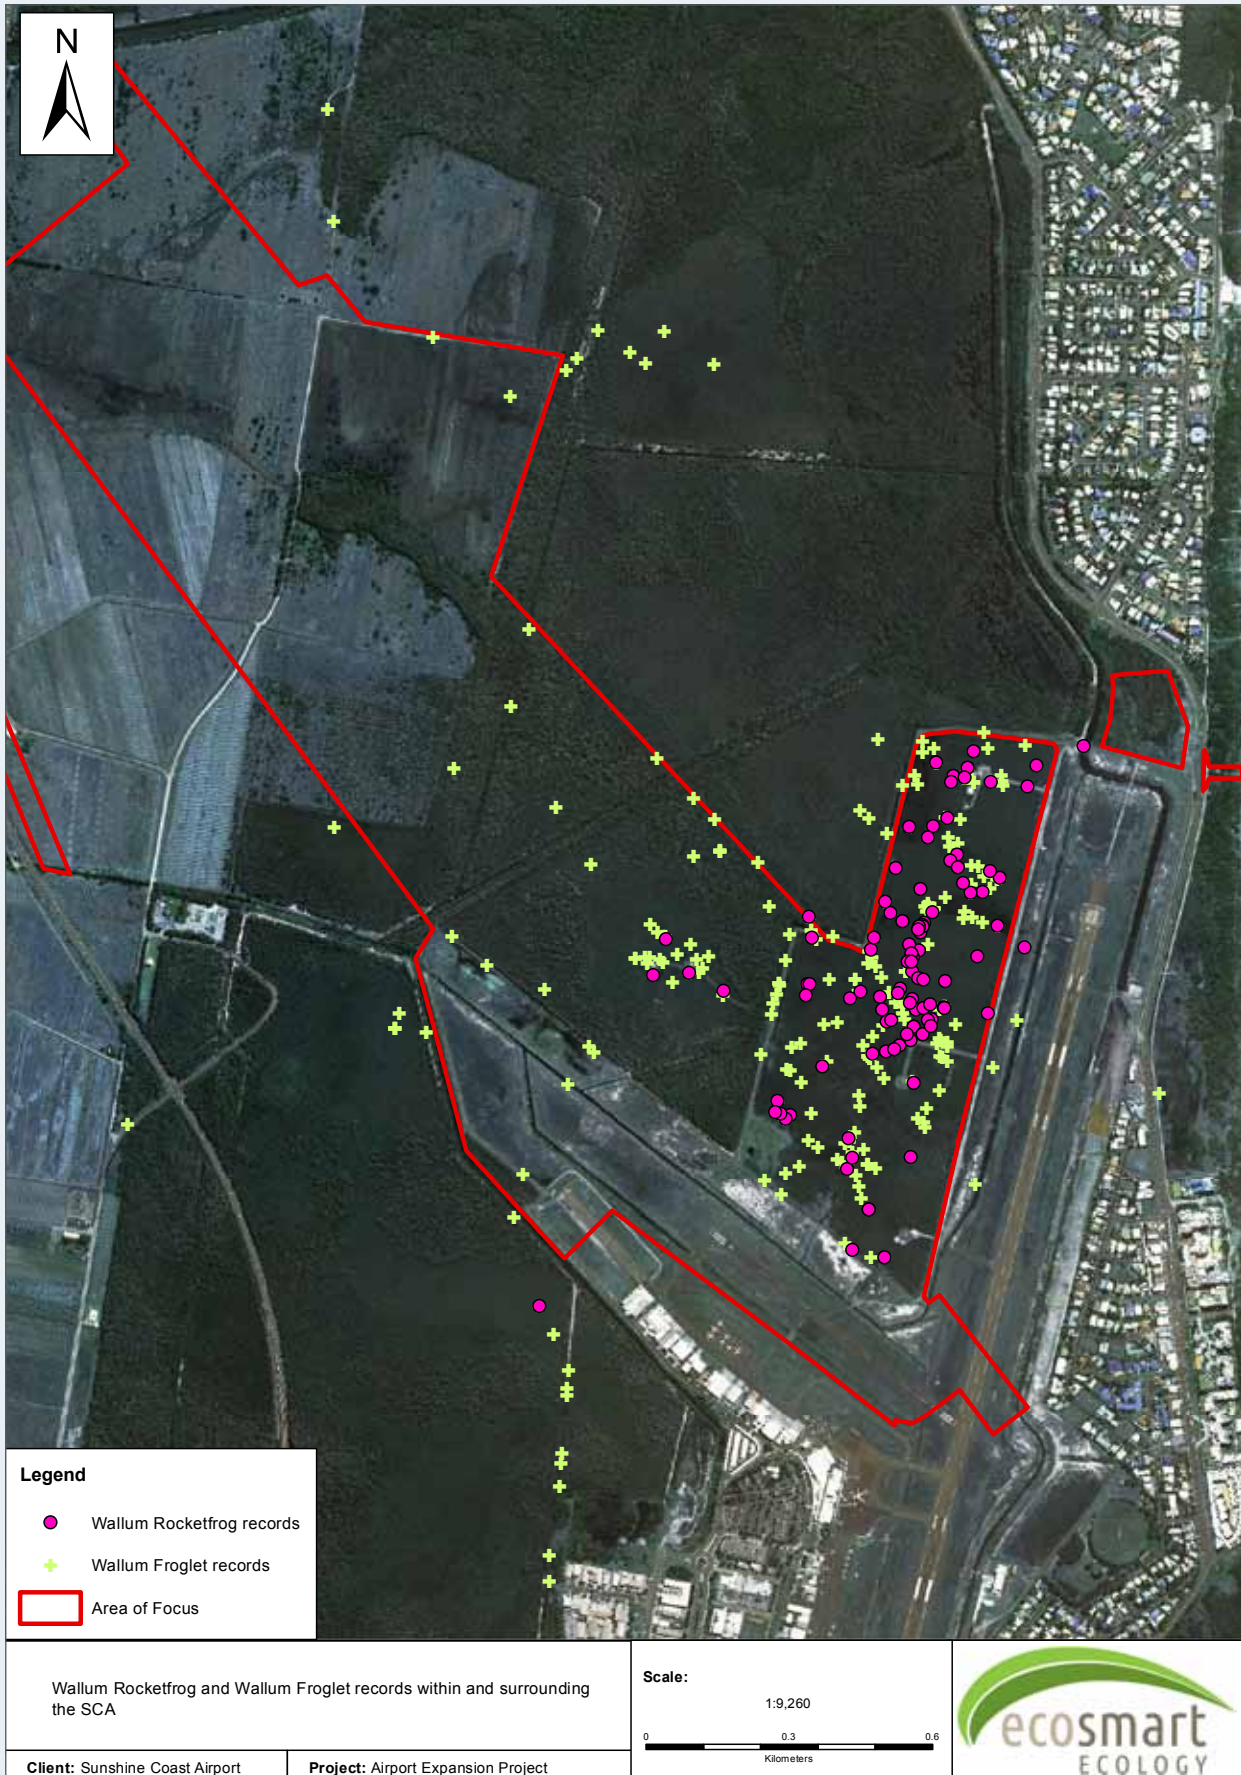 N
Legend
Wallum Rocketfrog records
Wallum Froglet records
Area of Focus
Wallum Rocketfrog and Wallum Froglet records within and surrounding
the SCA
Scale:
1:9,260
0 0.3 0.6
Kilometers
Client: Sunshine Coast Airport
Project: Airport Expansion Project
ecosmart
ECOLOGY